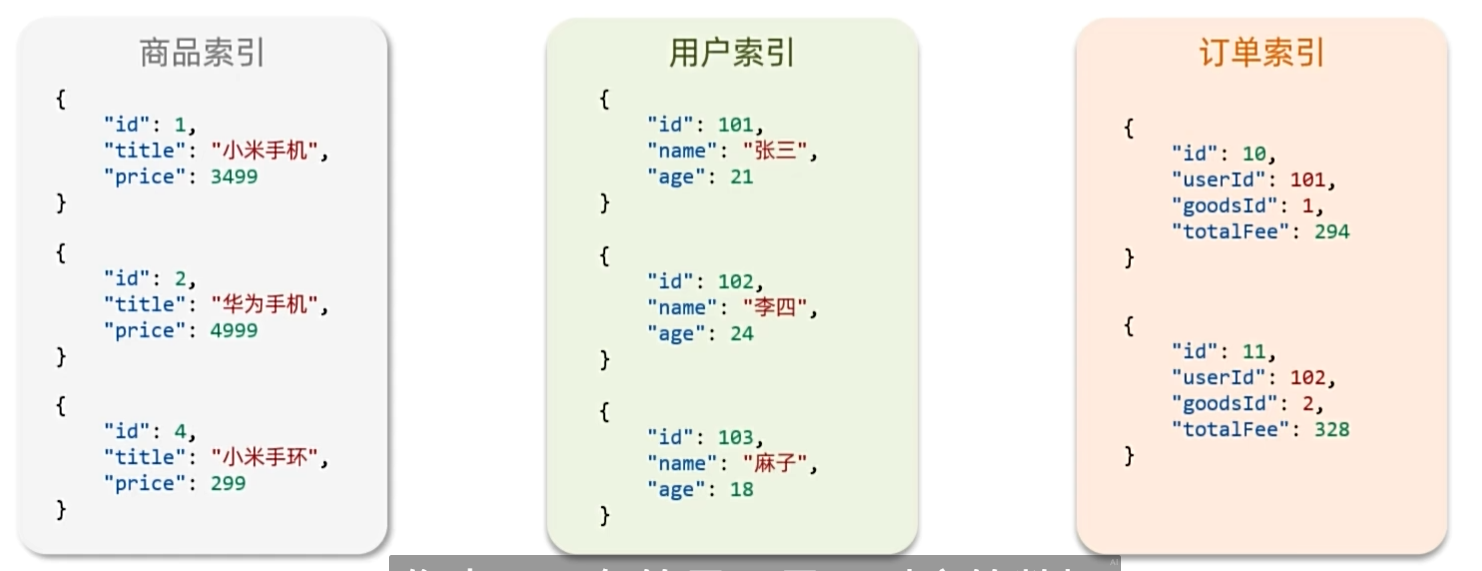 商品索引
{
"id": 1,
"title": "小米手机",
"price": 3499
}
{
"id": 2,
"title": "华为手机",
"price": 4999
}
{
"id": 4,
"title": "小米手环",
"price": 299
}
用户索引
{
"id": 101,
"name": "张三",
"age": 21
}
{
"id": 102,
"name": "李四",
"age": 24
}
{
"id": 103,
"name": "麻子",
"age": 18
}
订单索引
{
"id": 10,
"userId": 101,
"goodsId": 1,
"totalFee": 294
}
{
"id": 11,
"userId": 102,
"goodsId": 2,
"totalFee": 328
}
AI